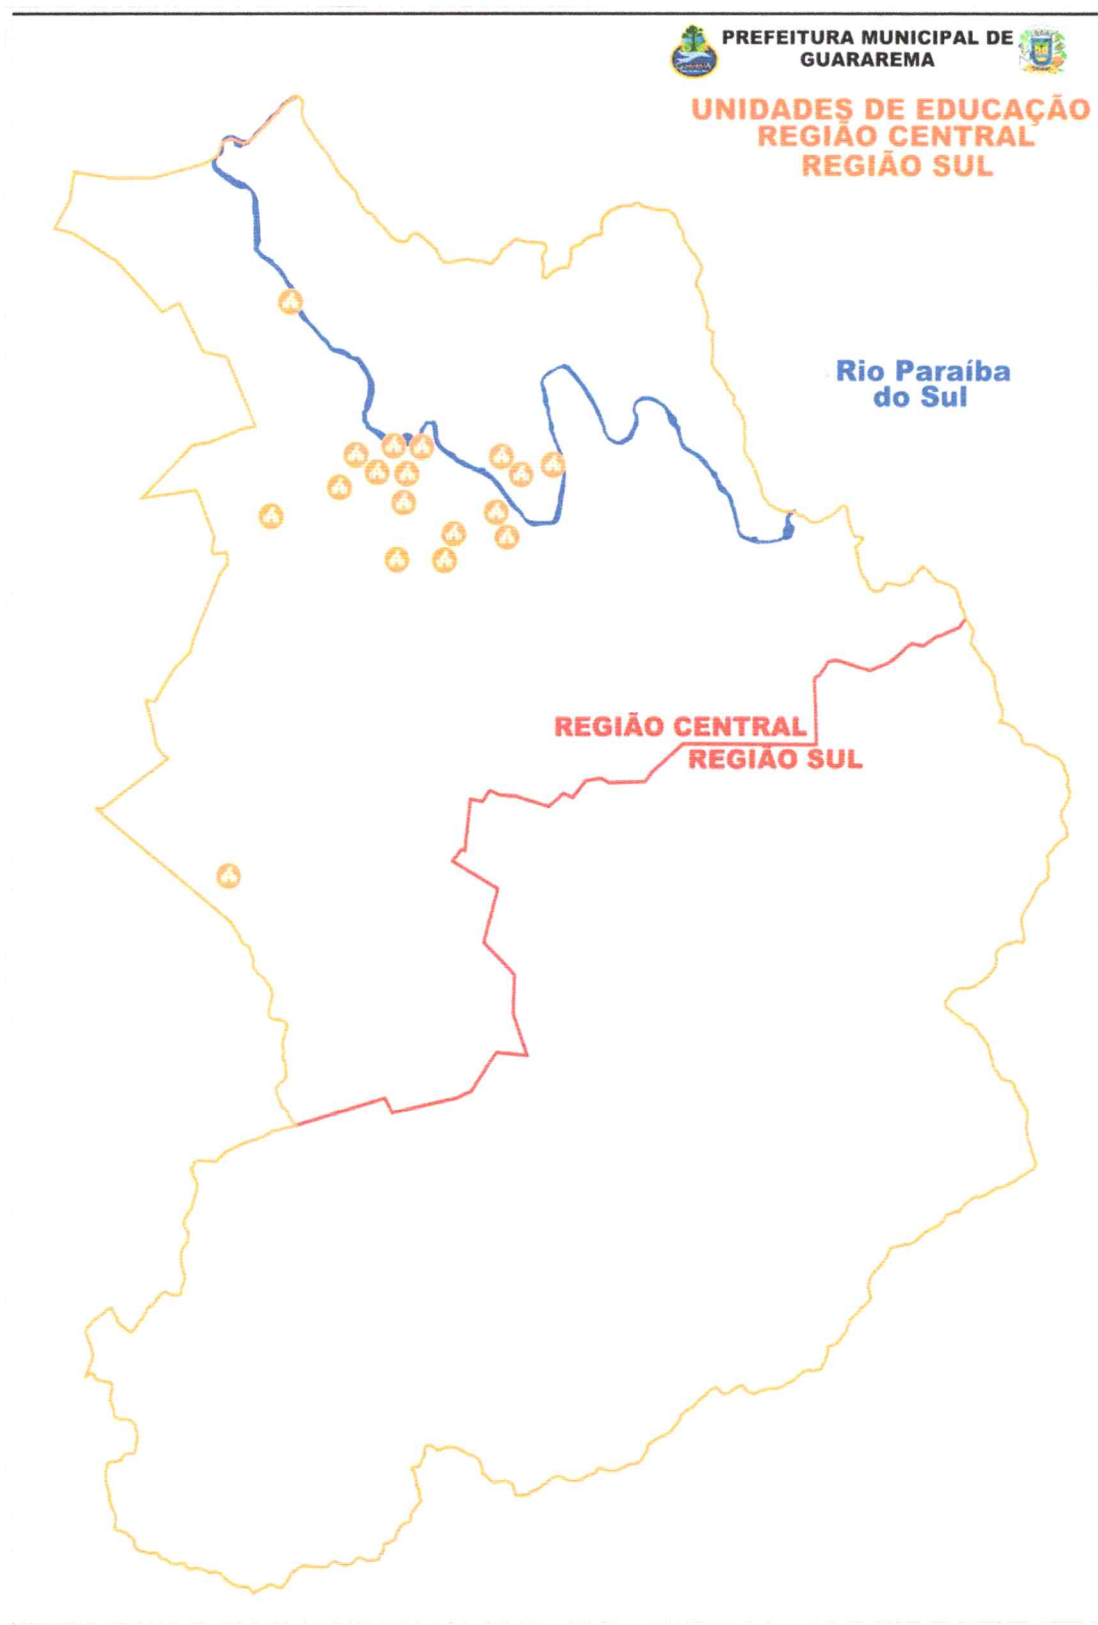 PREFEITURA MUNICIPAL DE
GUARAREMA
UNIDADES DE EDUCAÇÃO
REGIÃO CENTRAL
REGIÃO SUL
Rio Paraíba
do Sul
REGIÃO CENTRAL
REGIÃO SUL